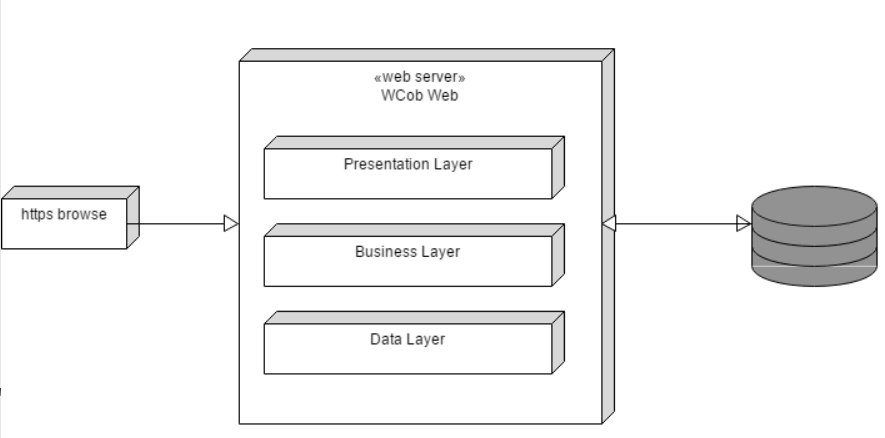 «web server»
WCob Web
Presentation Layer
https browse
Business Layer
Data Layer